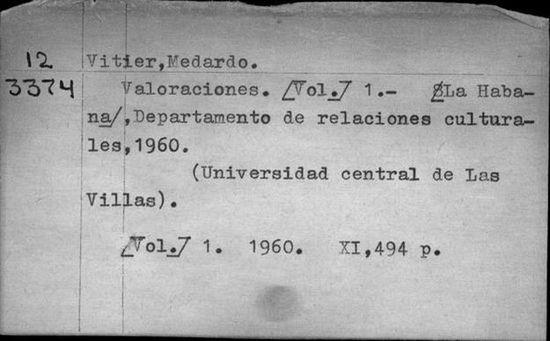 12 Vitier,Medardo.
3374 Valoraciones. [Vol.] 1.- [La Haba-
na],Departamento de relaciones cultura-
les,1960.
(Universidad central de Las
Villas).
[Vol.] 1. 1960. XI,494 p.